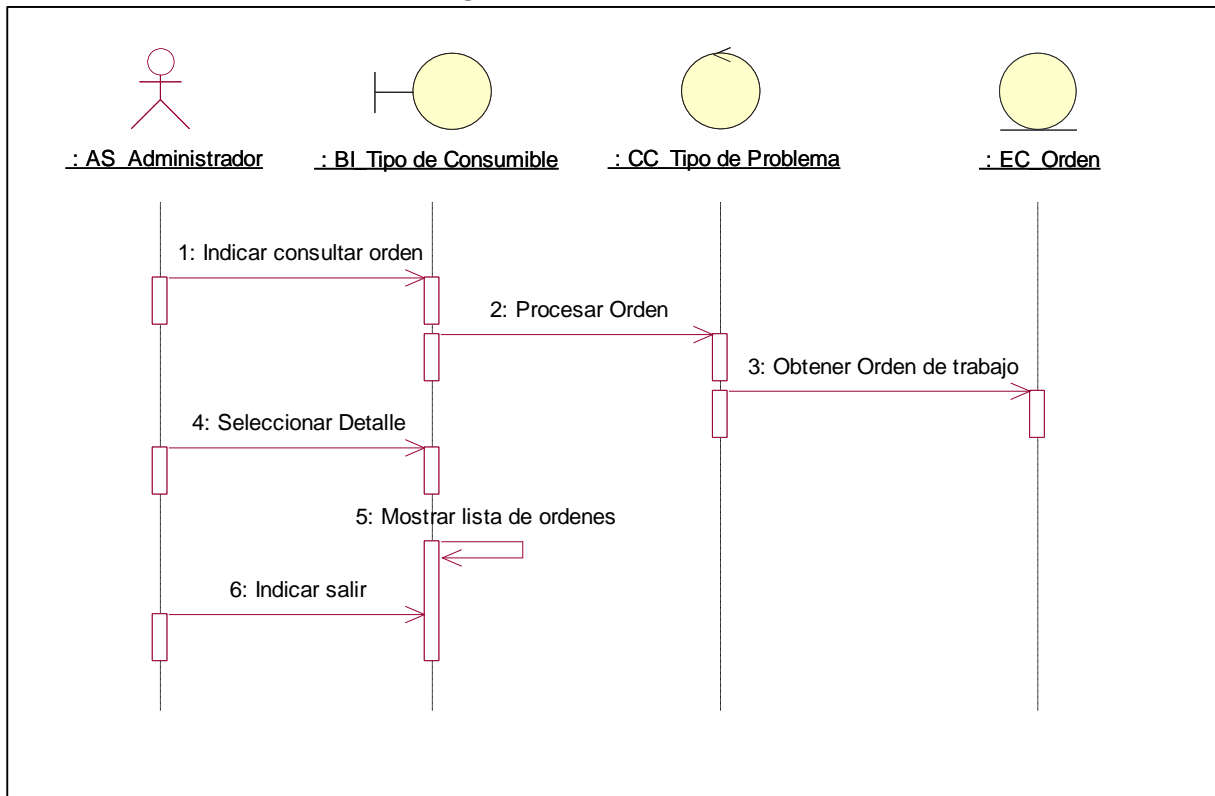 : AS_Administrador
: BI_Tipo de Consumible
: CC_Tipo de Problema
: EC_Orden
1: Indicar consultar orden
2: Procesar Orden
3: Obtener Orden de trabajo
4: Seleccionar Detalle
5: Mostrar lista de ordenes
6: Indicar salir